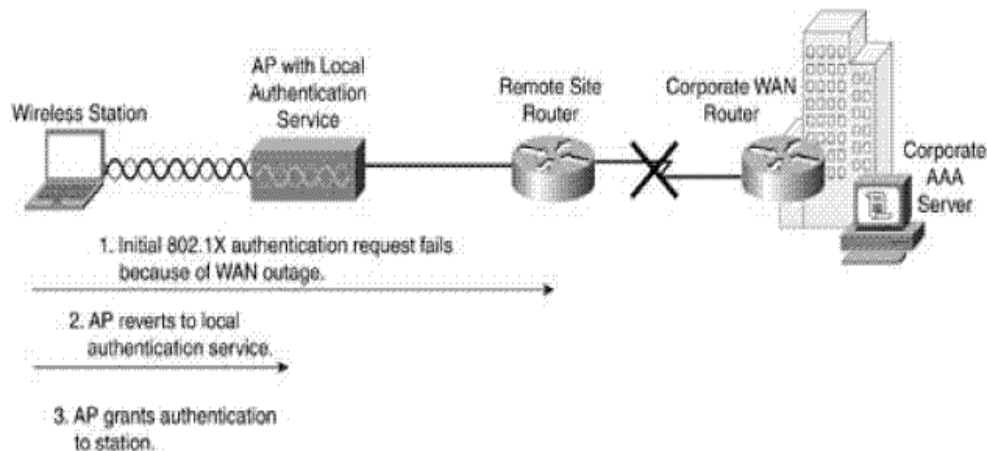 Wireless Station
AP with Local
Authentication
Service
Remote Site
Router
Corporate WAN
Router
Corporate
AAA
Server
1. Initial 802.1X authentication request fails
because of WAN outage.
2. AP reverts to local
authentication service.
3. AP grants authentication
to station.